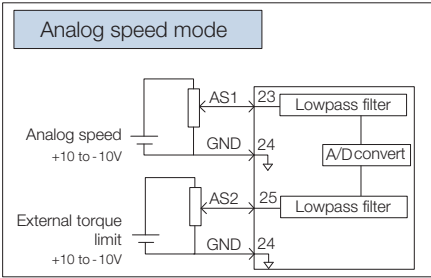 Analog speed mode
AS1
23
Lowpass filter
Analog speed
+10 to -10V
GND
24
A/D convert
AS2
25
Lowpass filter
External torque
limit
+10 to -10V
GND
24